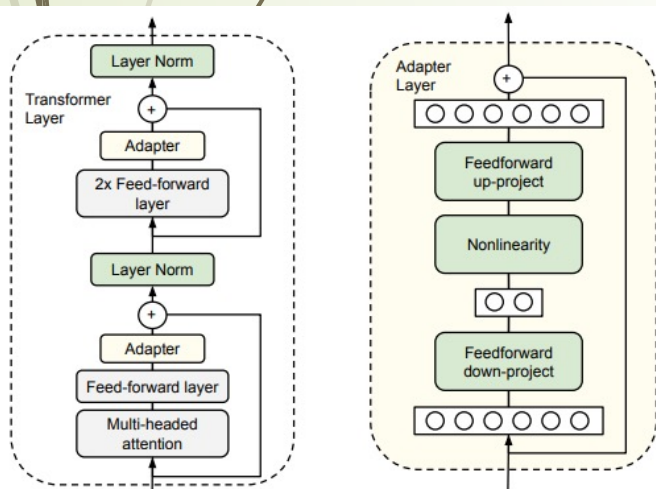 Layer Norm
Transformer
Layer
+
Adapter
2x Feed-forward
layer
Layer Norm
+
Adapter
Feed-forward layer
Multi-headed
attention
Adapter
Layer
+
Feedforward
up-project
Nonlinearity
Feedforward
down-project